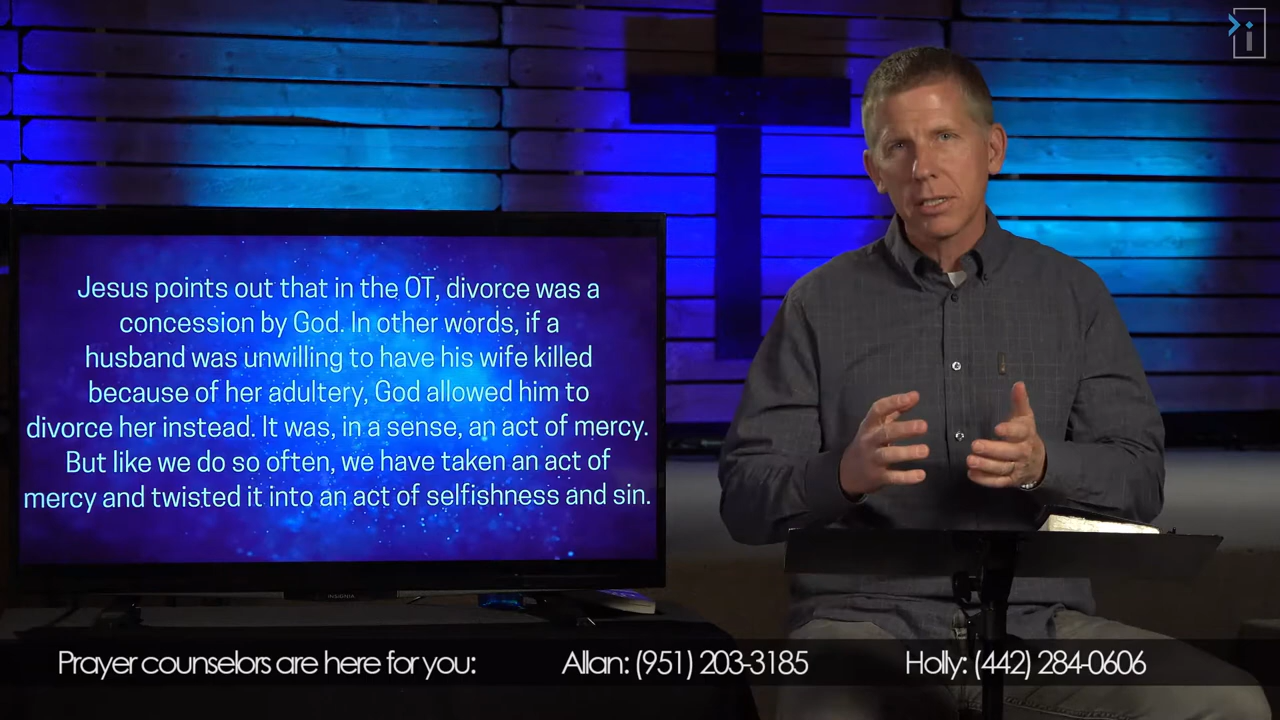 Jesus points out that in the OT, divorce was a
concession by God. In other words, if a
husband was unwilling to have his wife killed
because of her adultery, God allowed him to
divorce her instead. It was, in a sense, an act of mercy.
But like we do so often, we have taken an act of
mercy and twisted it into an act of selfishness and sin.
INSIGNIA
Prayer counselors are here for you: Allan: (951) 203-3185 Holly: (442) 284-0606